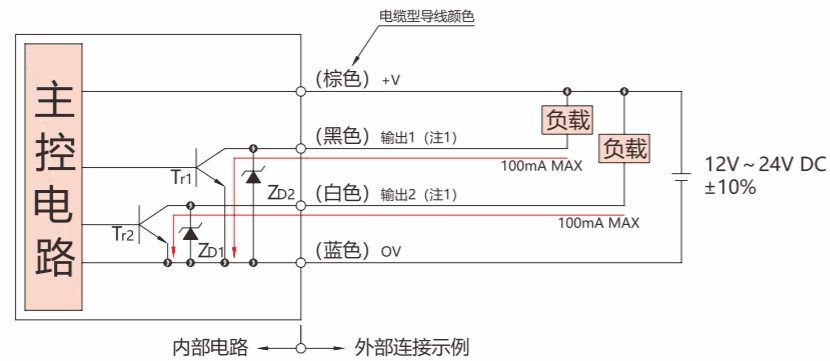 电缆型导线颜色
主控电路
(棕色) +V
(黑色) 输出1 (注1)
负载
负载
100mA MAX
12V~24V DC
±10%
Tr1
ZD2
(白色) 输出2 (注1)
100mA MAX
Tr2
ZD1
(蓝色) OV
内部电路
外部连接示例